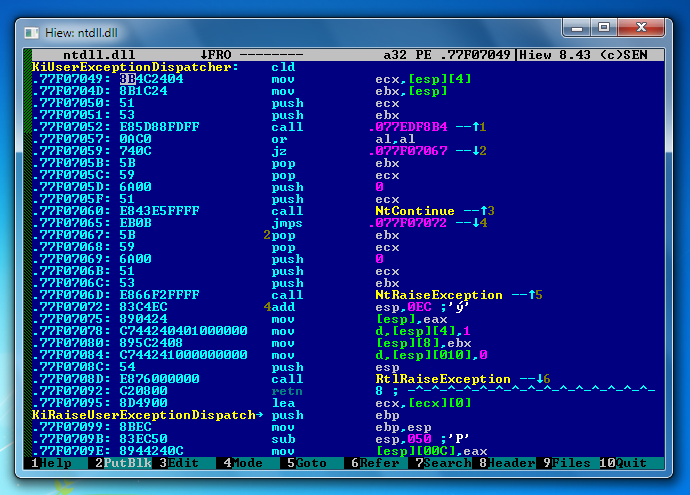 Hiew: ntdll.dll
ntdll.dll ↓FRO -------- a32 PE .77F07049|Hiew 8.43 (c)SEN
KiUserExceptionDispatcher: cld
.77F07049: 8B4C2404 mov ecx,[esp][4]
.77F0704D: 8B1C24 mov ebx,[esp]
.77F07050: 51 push ecx
.77F07051: 53 push ebx
.77F07052: E85D88FDFF call .077EDF8B4 --↑1
.77F07057: 0AC0 or al,al
.77F07059: 740C jz .077F07067 --↓2
.77F0705B: 5B pop ebx
.77F0705C: 59 pop ecx
.77F0705D: 6A00 push 0
.77F0705F: 51 push ecx
.77F07060: E843E5FFFF call NtContinue --↑3
.77F07065: EB0B jmps .077F07072 --↓4
.77F07067: 5B 2pop ebx
.77F07068: 59 pop ecx
.77F07069: 6A00 push 0
.77F0706B: 51 push ecx
.77F0706C: 53 push ebx
.77F0706D: E866F2FFFF call NtRaiseException --↑5
.77F07072: 83C4EC 4add esp,0EC ;'ý'
.77F07075: 890424 mov [esp],eax
.77F07078: C744240401000000 mov d,[esp][4],1
.77F07080: 895C2408 mov [esp][8],ebx
.77F07084: C744241000000000 mov d,[esp][010],0
.77F0708C: 54 push esp
.77F0708D: E876000000 call RtlRaiseException --↓6
.77F07092: C20800 retn 8 ; -^-^-^-^-^-^-^-^-^-^-^-^-^-^-
.77F07095: 8D4900 lea ecx,[ecx][0]
KiRaiseUserExceptionDispatch→ push ebp
.77F07099: 8BEC mov ebp,esp
.77F0709B: 83EC50 sub esp,050 ;'P'
.77F0709E: 8944240C mov [esp][00C],eax
1Help 2PutBlk 3Edit 4Mode 5Goto 6Refer 7Search 8Header 9Files 10Quit